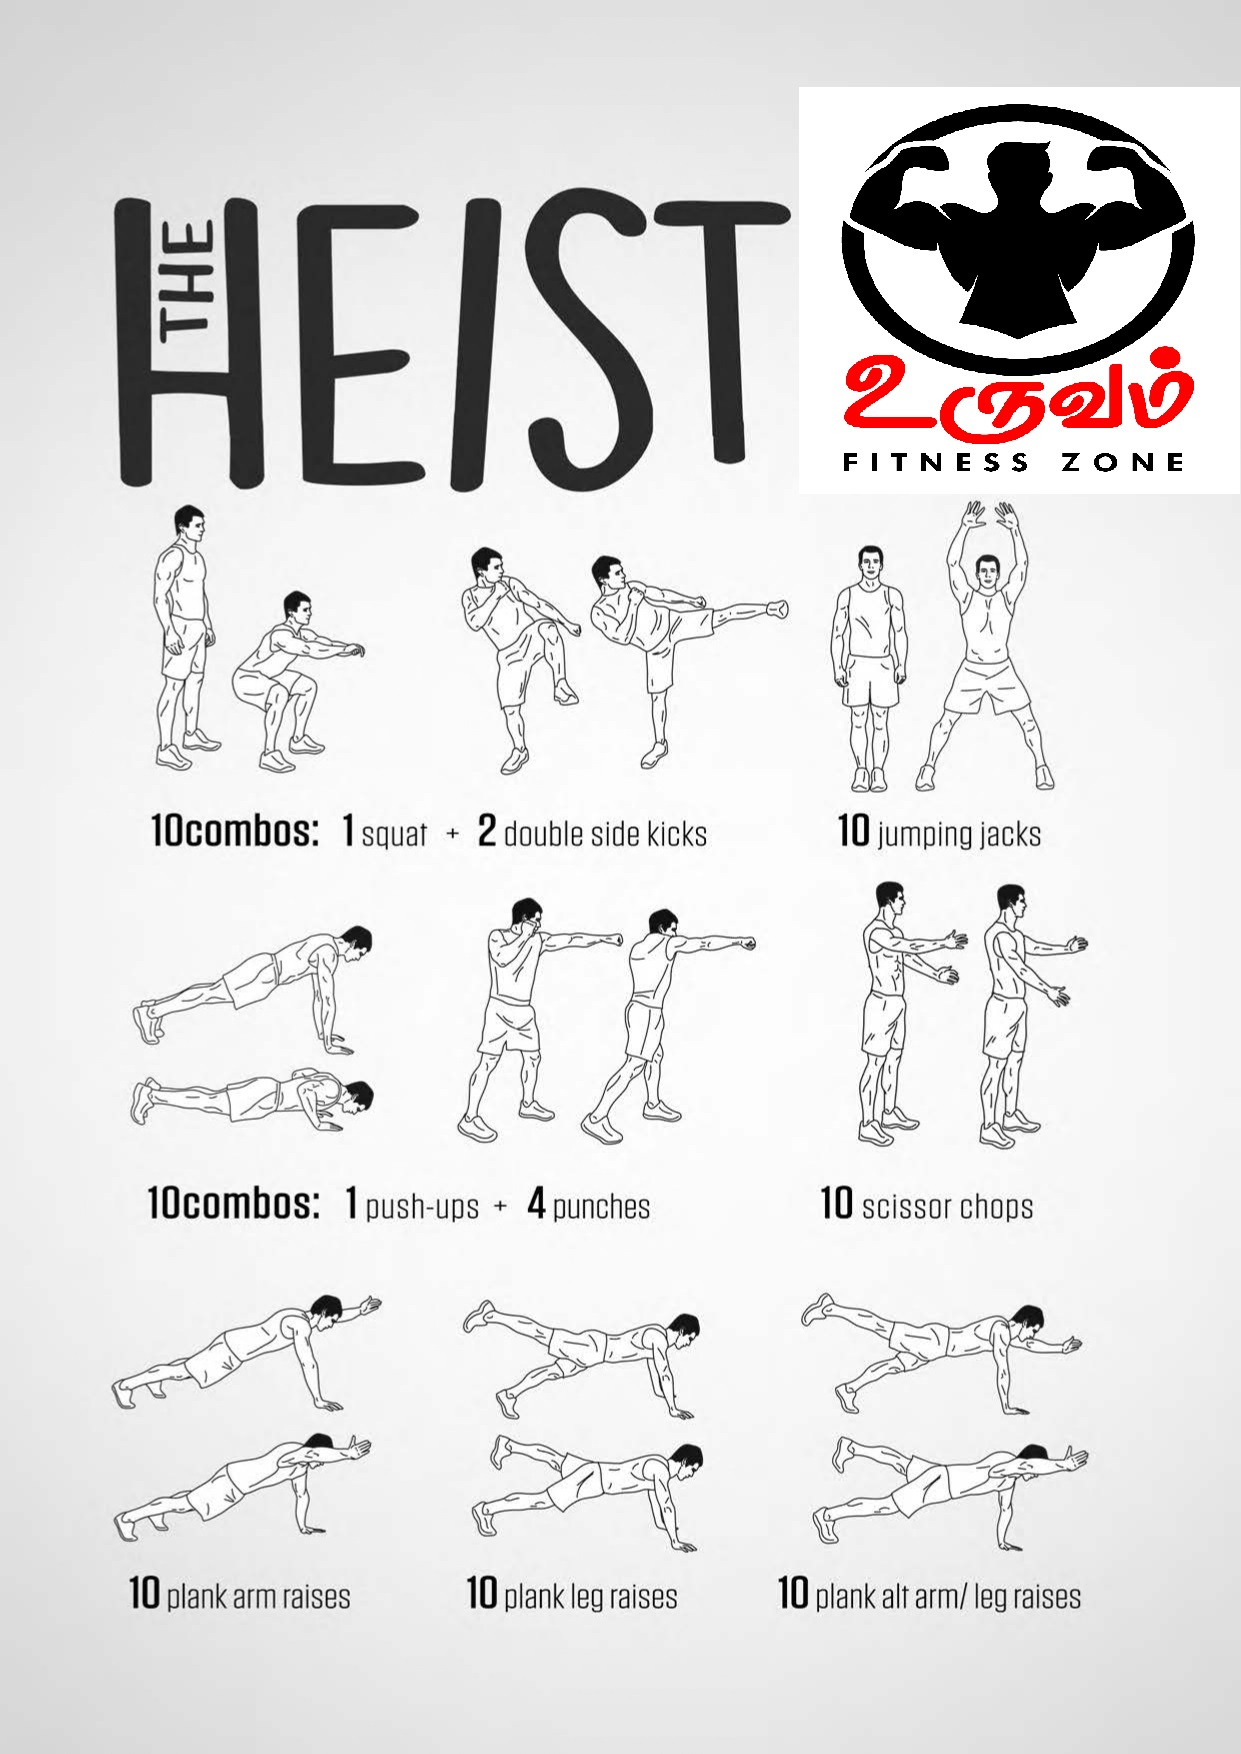 THE
HEIST
உருவம்
FITNESS ZONE
10combos: 1 squat + 2 double side kicks
10 jumping jacks
10combos: 1 push-ups + 4 punches
10 scissor chops
10 plank arm raises
10 plank leg raises
10 plank alt arm/ leg raises